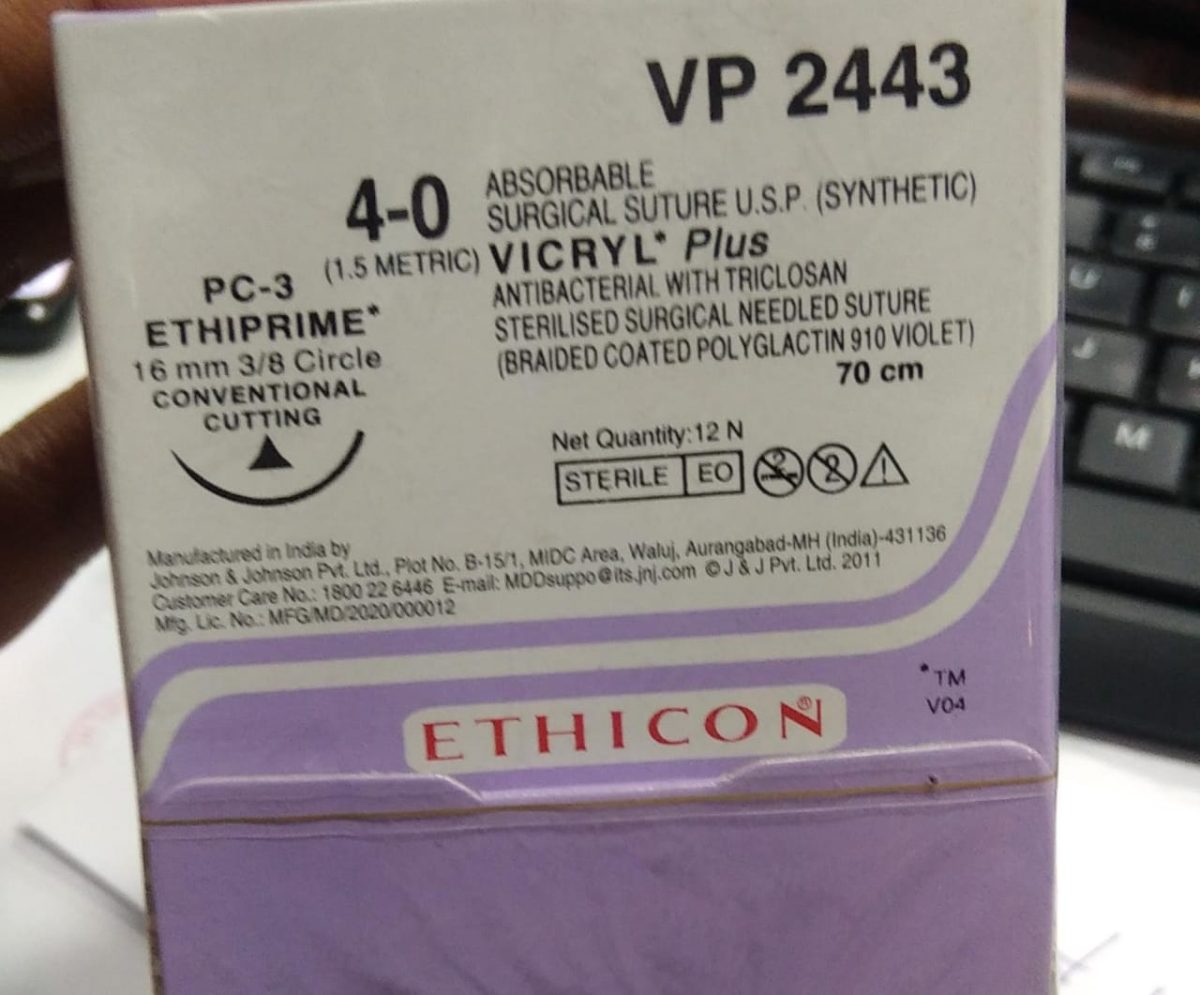 VP 2443
4-0
(1.5 METRIC)
ABSORBABLE
SURGICAL SUTURE U.S.P. (SYNTHETIC)
VICRYL* Plus
ANTIBACTERIAL WITH TRICLOSAN
STERILISED SURGICAL NEEDLED SUTURE
(BRAIDED COATED POLYGLACTIN 910 VIOLET)
70 cm
PC-3
ETHIPRIME*
16 mm 3/8 Circle
CONVENTIONAL
CUTTING
Net Quantity:12 N
STERILE EO
2
Manufactured in India by
Johnson & Johnson Pvt. Ltd., Plot No. B-15/1, MIDC Area, Waluj, Aurangabad-MH (India)-431136
Customer Care No.: 1800 22 6446 E-mail: MDDsuppo@its.jnj.com © J & J Pvt. Ltd. 2011
Mfg. Lic. No.: MFG/MD/2020/000012
*TM
V04
ETHICON®
M